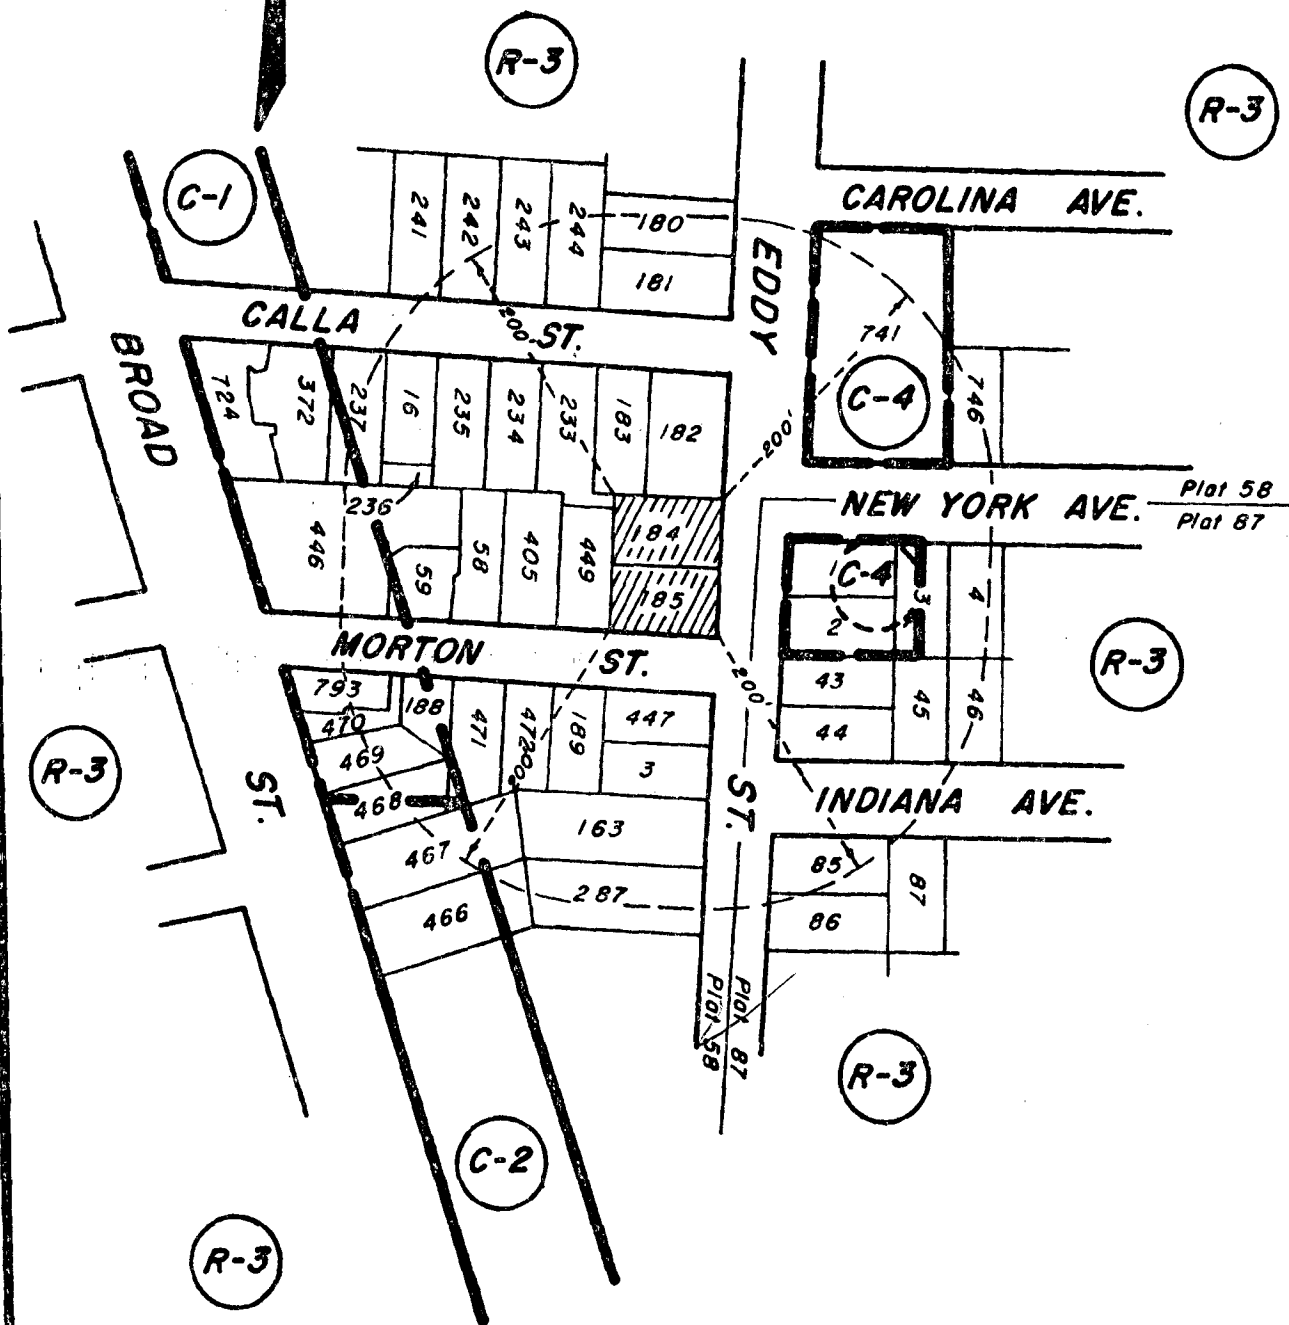 R-3
R-3
C-1
CAROLINA AVE.
241
242
243
244
180
181
EDDY
CALLA ST.
200'
741
C-4
746
BROAD
724
372
237
16
235
234
233
183
182
200'
236
446
59
58
405
449
184
185
NEW YORK AVE.
Plat 58
Plat 87
C-4
2
3
4
MORTON ST.
R-3
793
470
469
468
467
466
188
471
472
200'
189
447
3
163
287
200'
43
44
45
46
R-3
ST.
ST.
INDIANA AVE.
85
86
87
Plat 58
Plat 87
R-3
C-2
R-3